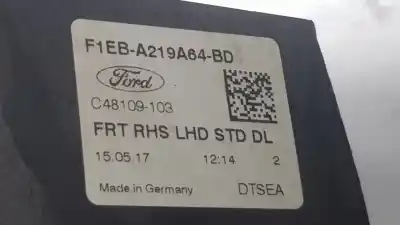 F1EB-A219A64-BD
Ford
C48109-103
FRT RHS LHD STD DL
15.05.17 12:14 2
Made in Germany DTSEA